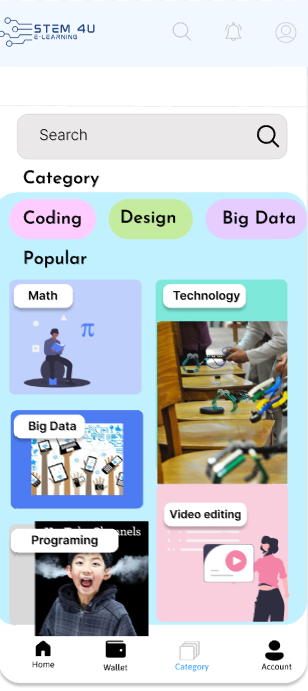 STEM 4U
E-LEARNING
Search
Category
Coding
Design
Big Data
Popular
Math
Technology
π
Big Data
Video editing
Programing
Channels
Home
Wallet
Category
Account